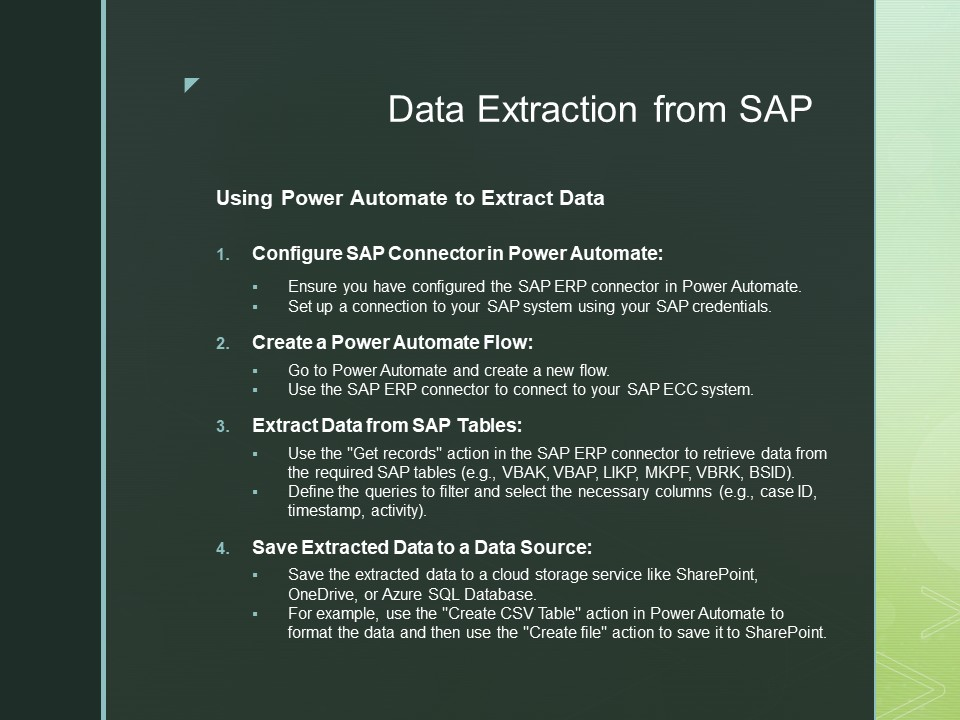 Data Extraction from SAP
Using Power Automate to Extract Data
1. Configure SAP Connector in Power Automate:
▪ Ensure you have configured the SAP ERP connector in Power Automate.
▪ Set up a connection to your SAP system using your SAP credentials.
2. Create a Power Automate Flow:
▪ Go to Power Automate and create a new flow.
▪ Use the SAP ERP connector to connect to your SAP ECC system.
3. Extract Data from SAP Tables:
▪ Use the "Get records" action in the SAP ERP connector to retrieve data from
the required SAP tables (e.g., VBAK, VBAP, LIKP, MKPF, VBRK, BSID).
▪ Define the queries to filter and select the necessary columns (e.g., case ID,
timestamp, activity).
4. Save Extracted Data to a Data Source:
▪ Save the extracted data to a cloud storage service like SharePoint,
OneDrive, or Azure SQL Database.
▪ For example, use the "Create CSV Table" action in Power Automate to
format the data and then use the "Create file" action to save it to SharePoint.